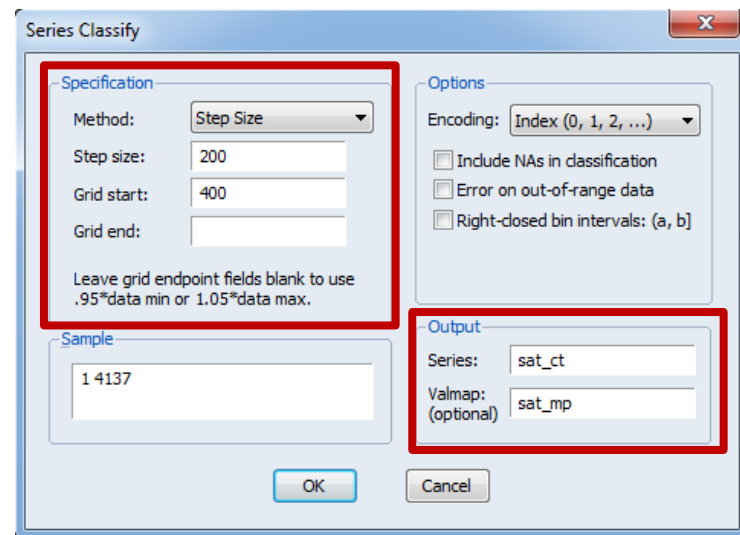 Series Classify
x
Specification
Method: Step Size
Step size: 200
Grid start: 400
Grid end:
Leave grid endpoint fields blank to use
.95*data min or 1.05*data max.
Options
Encoding: Index (0, 1, 2, ...)
Include NAs in classification
Error on out-of-range data
Right-closed bin intervals: (a, b]
Sample
1 4137
Output
Series: sat_ct
Valmap: sat_mp
(optional)
OK
Cancel